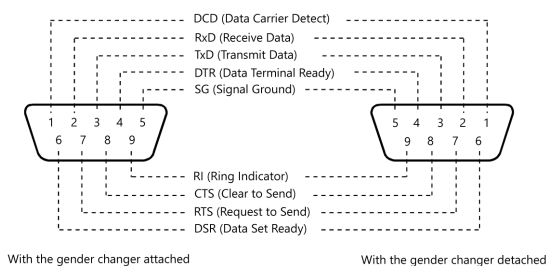 DCD (Data Carrier Detect)
RxD (Receive Data)
TxD (Transmit Data)
DTR (Data Terminal Ready)
SG (Signal Ground)
1 2 3 4 5
5 4 3 2 1
6 7 8 9
9 8 7 6
RI (Ring Indicator)
CTS (Clear to Send)
RTS (Request to Send)
DSR (Data Set Ready)
With the gender changer attached
With the gender changer detached